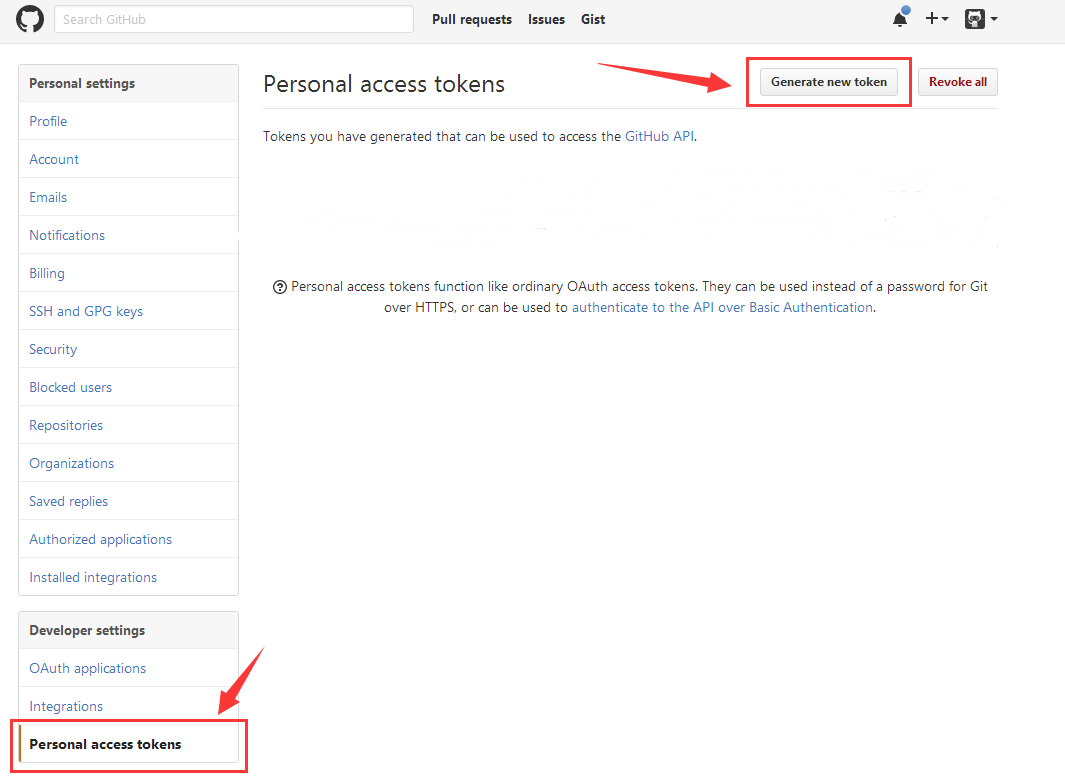 Search GitHub
Pull requests Issues Gist
Personal settings
Profile
Account
Emails
Notifications
Billing
SSH and GPG keys
Security
Blocked users
Repositories
Organizations
Saved replies
Authorized applications
Installed integrations
Developer settings
OAuth applications
Integrations
Personal access tokens
Personal access tokens
Generate new token
Revoke all
Tokens you have generated that can be used to access the GitHub API.
Personal access tokens function like ordinary OAuth access tokens. They can be used instead of a password for Git
over HTTPS, or can be used to authenticate to the API over Basic Authentication.